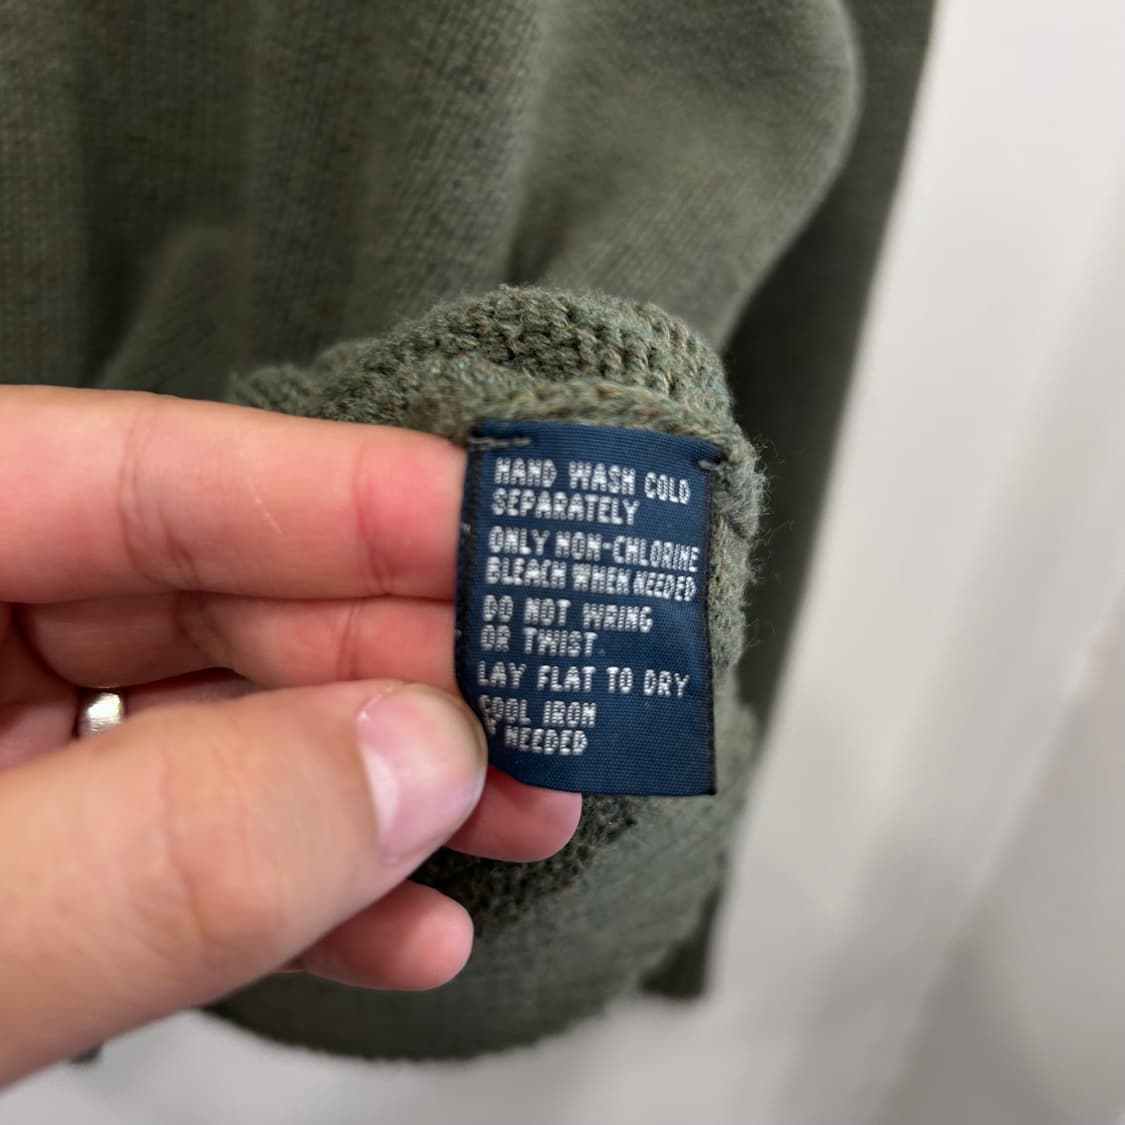 HAND WASH COLD
SEPARATELY
ONLY NON-CHLORINE
BLEACH WHEN NEEDED
DO NOT WRING
OR TWIST
LAY FLAT TO DRY
COOL IRON
NEEDED